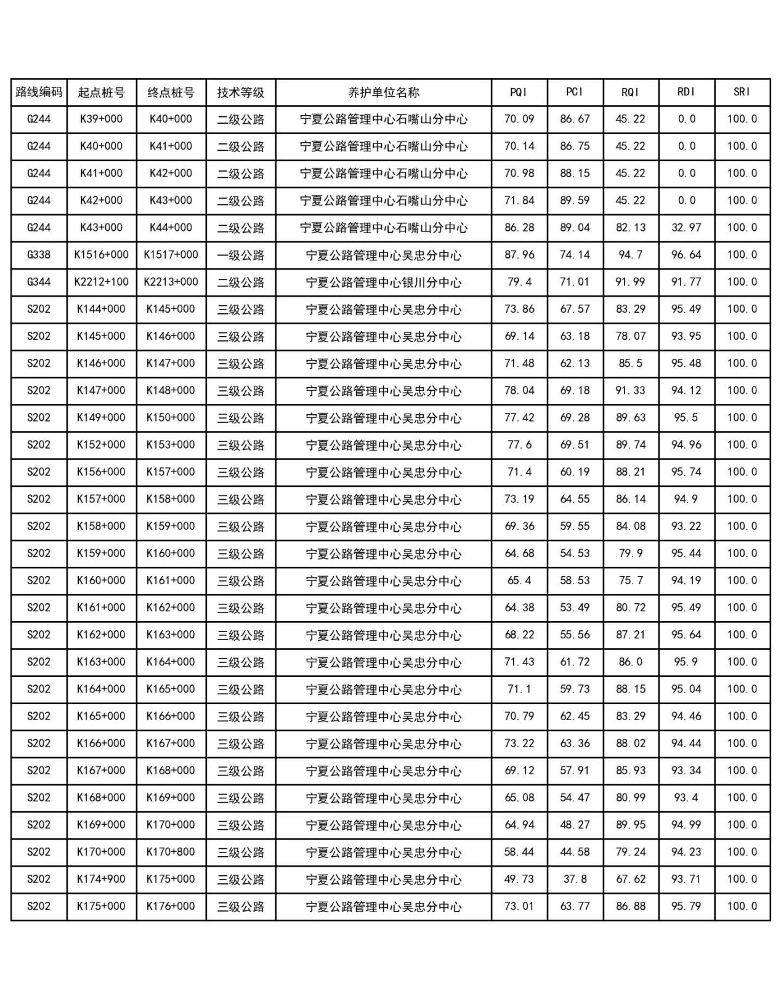 路线编码 起点桩号 终点桩号 技术等级 养护单位名称 PQI PCI RQI RDI SRI
G244 K39+000 K40+000 二级公路 宁夏公路管理中心石嘴山分中心 70.09 86.67 45.22 0.0 100.0
G244 K40+000 K41+000 二级公路 宁夏公路管理中心石嘴山分中心 70.14 86.75 45.22 0.0 100.0
G244 K41+000 K42+000 二级公路 宁夏公路管理中心石嘴山分中心 70.98 88.15 45.22 0.0 100.0
G244 K42+000 K43+000 二级公路 宁夏公路管理中心石嘴山分中心 71.84 89.59 45.22 0.0 100.0
G244 K43+000 K44+000 二级公路 宁夏公路管理中心石嘴山分中心 86.28 89.04 82.13 32.97 100.0
G338 K1516+000 K1517+000 一级公路 宁夏公路管理中心吴忠分中心 87.96 74.14 94.7 96.64 100.0
G344 K2212+100 K2213+000 二级公路 宁夏公路管理中心银川分中心 79.4 71.01 91.99 91.77 100.0
S202 K144+000 K145+000 三级公路 宁夏公路管理中心吴忠分中心 73.86 67.57 83.29 95.49 100.0
S202 K145+000 K146+000 三级公路 宁夏公路管理中心吴忠分中心 69.14 63.18 78.07 93.95 100.0
S202 K146+000 K147+000 三级公路 宁夏公路管理中心吴忠分中心 71.48 62.13 85.5 95.48 100.0
S202 K147+000 K148+000 三级公路 宁夏公路管理中心吴忠分中心 78.04 69.18 91.33 94.12 100.0
S202 K149+000 K150+000 三级公路 宁夏公路管理中心吴忠分中心 77.42 69.28 89.63 95.5 100.0
S202 K152+000 K153+000 三级公路 宁夏公路管理中心吴忠分中心 77.6 69.51 89.74 94.96 100.0
S202 K156+000 K157+000 三级公路 宁夏公路管理中心吴忠分中心 71.4 60.19 88.21 95.74 100.0
S202 K157+000 K158+000 三级公路 宁夏公路管理中心吴忠分中心 73.19 64.55 86.14 94.9 100.0
S202 K158+000 K159+000 三级公路 宁夏公路管理中心吴忠分中心 69.36 59.55 84.08 93.22 100.0
S202 K159+000 K160+000 三级公路 宁夏公路管理中心吴忠分中心 64.68 54.53 79.9 95.44 100.0
S202 K160+000 K161+000 三级公路 宁夏公路管理中心吴忠分中心 65.4 58.53 75.7 94.19 100.0
S202 K161+000 K162+000 三级公路 宁夏公路管理中心吴忠分中心 64.38 53.49 80.72 95.49 100.0
S202 K162+000 K163+000 三级公路 宁夏公路管理中心吴忠分中心 68.22 55.56 87.21 95.64 100.0
S202 K163+000 K164+000 三级公路 宁夏公路管理中心吴忠分中心 71.43 61.72 86.0 95.9 100.0
S202 K164+000 K165+000 三级公路 宁夏公路管理中心吴忠分中心 71.1 59.73 88.15 95.04 100.0
S202 K165+000 K166+000 三级公路 宁夏公路管理中心吴忠分中心 70.79 62.45 83.29 94.46 100.0
S202 K166+000 K167+000 三级公路 宁夏公路管理中心吴忠分中心 73.22 63.36 88.02 94.44 100.0
S202 K167+000 K168+000 三级公路 宁夏公路管理中心吴忠分中心 69.12 57.91 85.93 93.34 100.0
S202 K168+000 K169+000 三级公路 宁夏公路管理中心吴忠分中心 65.08 54.47 80.99 93.4 100.0
S202 K169+000 K170+000 三级公路 宁夏公路管理中心吴忠分中心 64.94 48.27 89.95 94.99 100.0
S202 K170+000 K170+800 三级公路 宁夏公路管理中心吴忠分中心 58.44 44.58 79.24 94.23 100.0
S202 K174+900 K175+000 三级公路 宁夏公路管理中心吴忠分中心 49.73 37.8 67.62 93.71 100.0
S202 K175+000 K176+000 三级公路 宁夏公路管理中心吴忠分中心 73.01 63.77 86.88 95.79 100.0